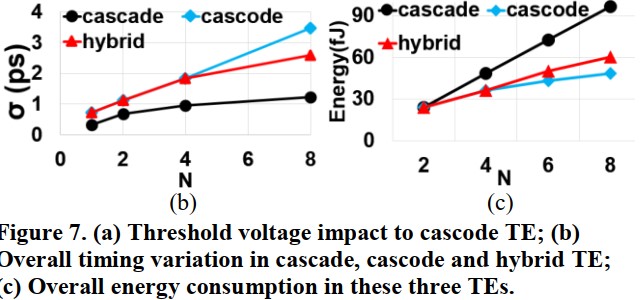 cascade cascode
hybrid
σ (ps)
4
3
2
1
0
0 2 4 6 8
N
(b)
cascade cascode
hybrid
Energy(fJ)
90
60
30
0
2 4 6 8
N
(c)
Figure 7. (a) Threshold voltage impact to cascode TE; (b)
Overall timing variation in cascade, cascode and hybrid TE;
(c) Overall energy consumption in these three TEs.